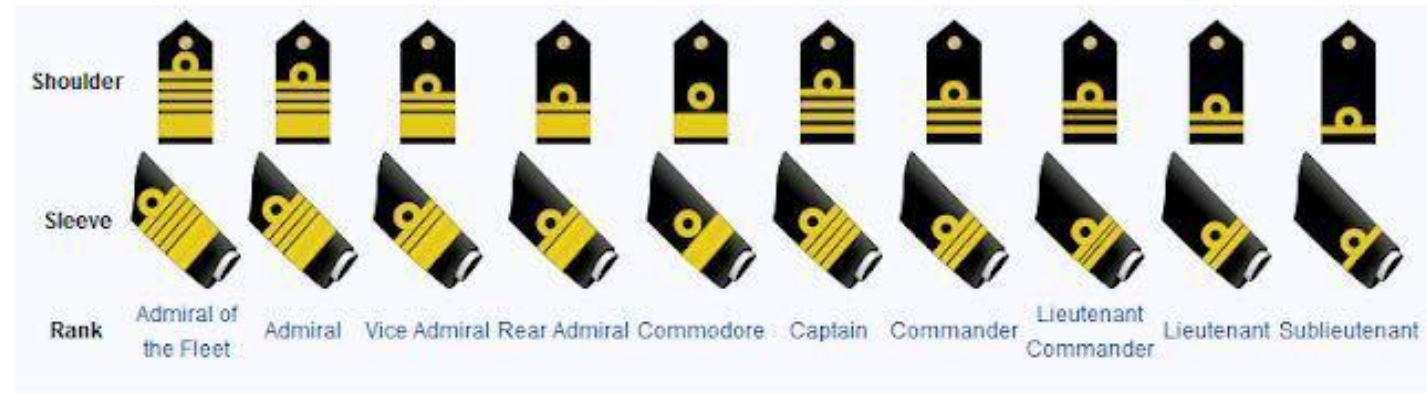 Shoulder
Sleeve
Rank
Admiral of the Fleet
Admiral
Vice Admiral
Rear Admiral
Commodore
Captain
Commander
Lieutenant Commander
Lieutenant
Sublieutenant